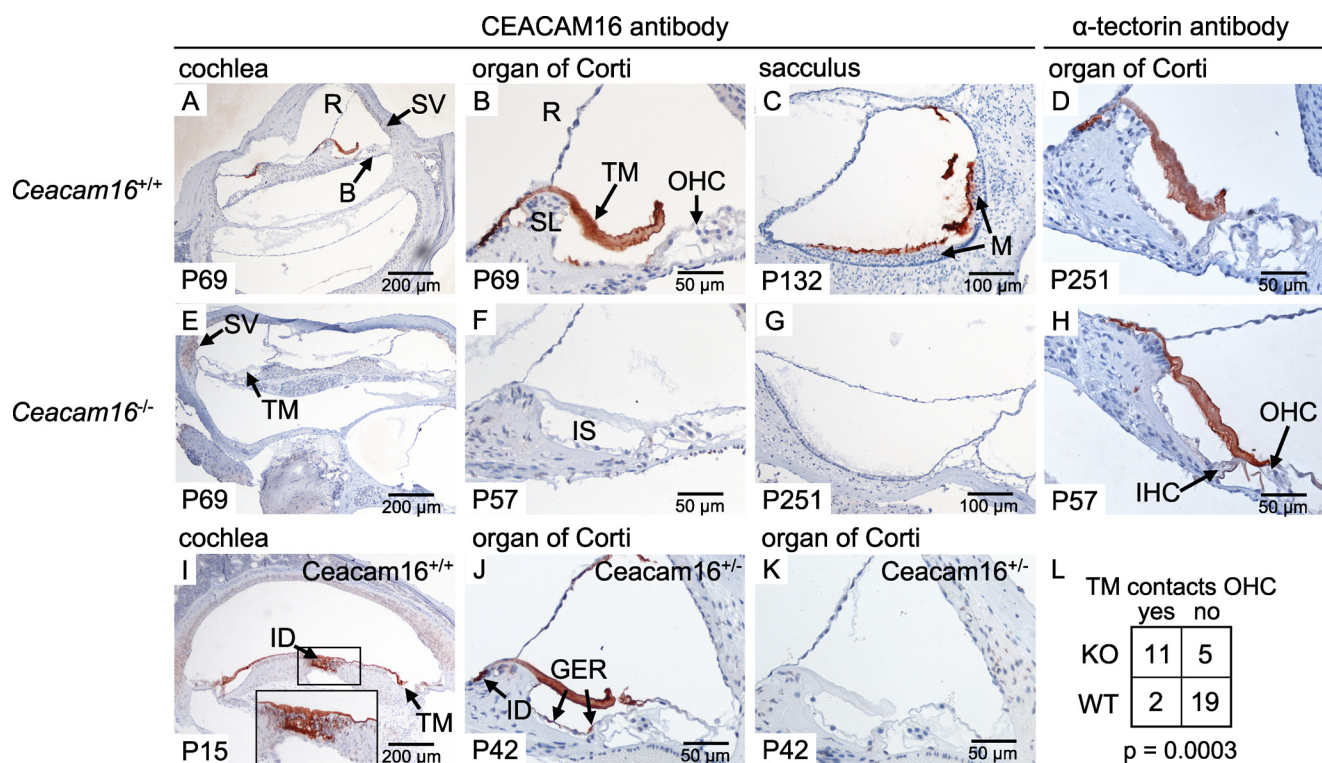 CEACAM16 antibody
α-tectorin antibody
cochlea
organ of Corti
sacculus
organ of Corti
Ceacam16+/+
A
R
SV
B
P69
200 µm
B
R
TM
OHC
SL
P69
50 µm
C
M
P132
100 µm
D
P251
50 µm
Ceacam16-/-
E
SV
TM
P69
200 µm
F
IS
P57
50 µm
G
P251
100 µm
H
OHC
IHC
P57
50 µm
cochlea
organ of Corti
organ of Corti
I
Ceacam16+/+
ID
TM
P15
200 µm
J
Ceacam16+/-
GER
ID
P42
50 µm
K
Ceacam16+/-
P42
50 µm
L
TM contacts OHC
yes no
KO 11 5
WT 2 19
p = 0.0003